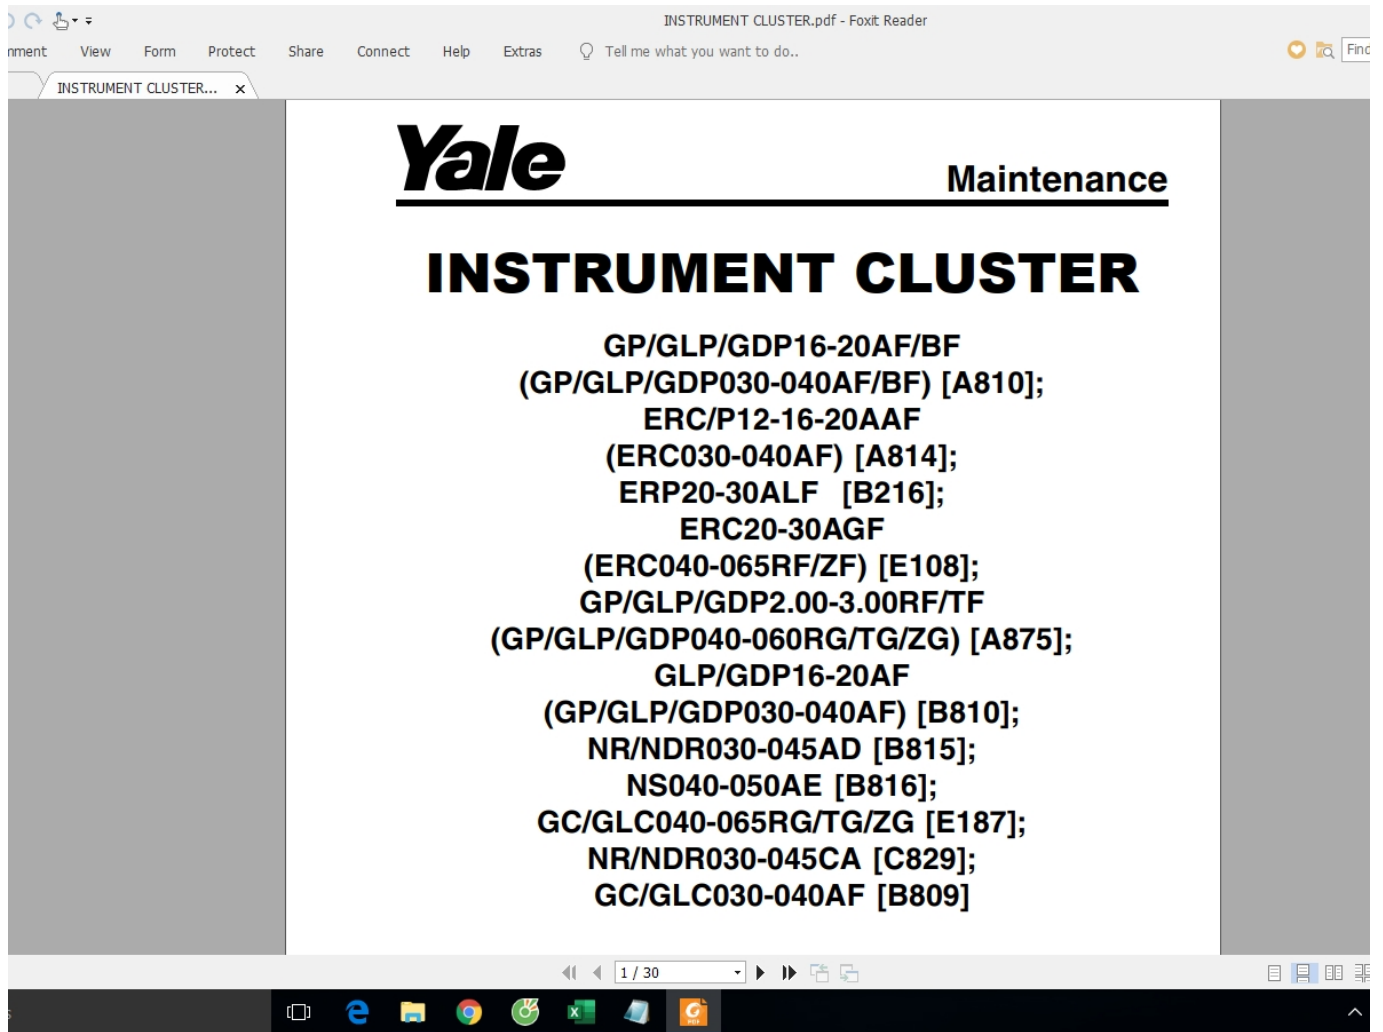 INSTRUMENT CLUSTER.pdf - Foxit Reader
View Form Protect Share Connect Help Extras Tell me what you want to do..
INSTRUMENT CLUSTER... x
Yale
Maintenance
INSTRUMENT CLUSTER
GP/GLP/GDP16-20AF/BF
(GP/GLP/GDP030-040AF/BF) [A810];
ERC/P12-16-20AAF
(ERC030-040AF) [A814];
ERP20-30ALF [B216];
ERC20-30AGF
(ERC040-065RF/ZF) [E108];
GP/GLP/GDP2.00-3.00RF/TF
(GP/GLP/GDP040-060RG/TG/ZG) [A875];
GLP/GDP16-20AF
(GP/GLP/GDP030-040AF) [B810];
NR/NDR030-045AD [B815];
NS040-050AE [B816];
GC/GLC040-065RG/TG/ZG [E187];
NR/NDR030-045CA [C829];
GC/GLC030-040AF [B809]
1 / 30